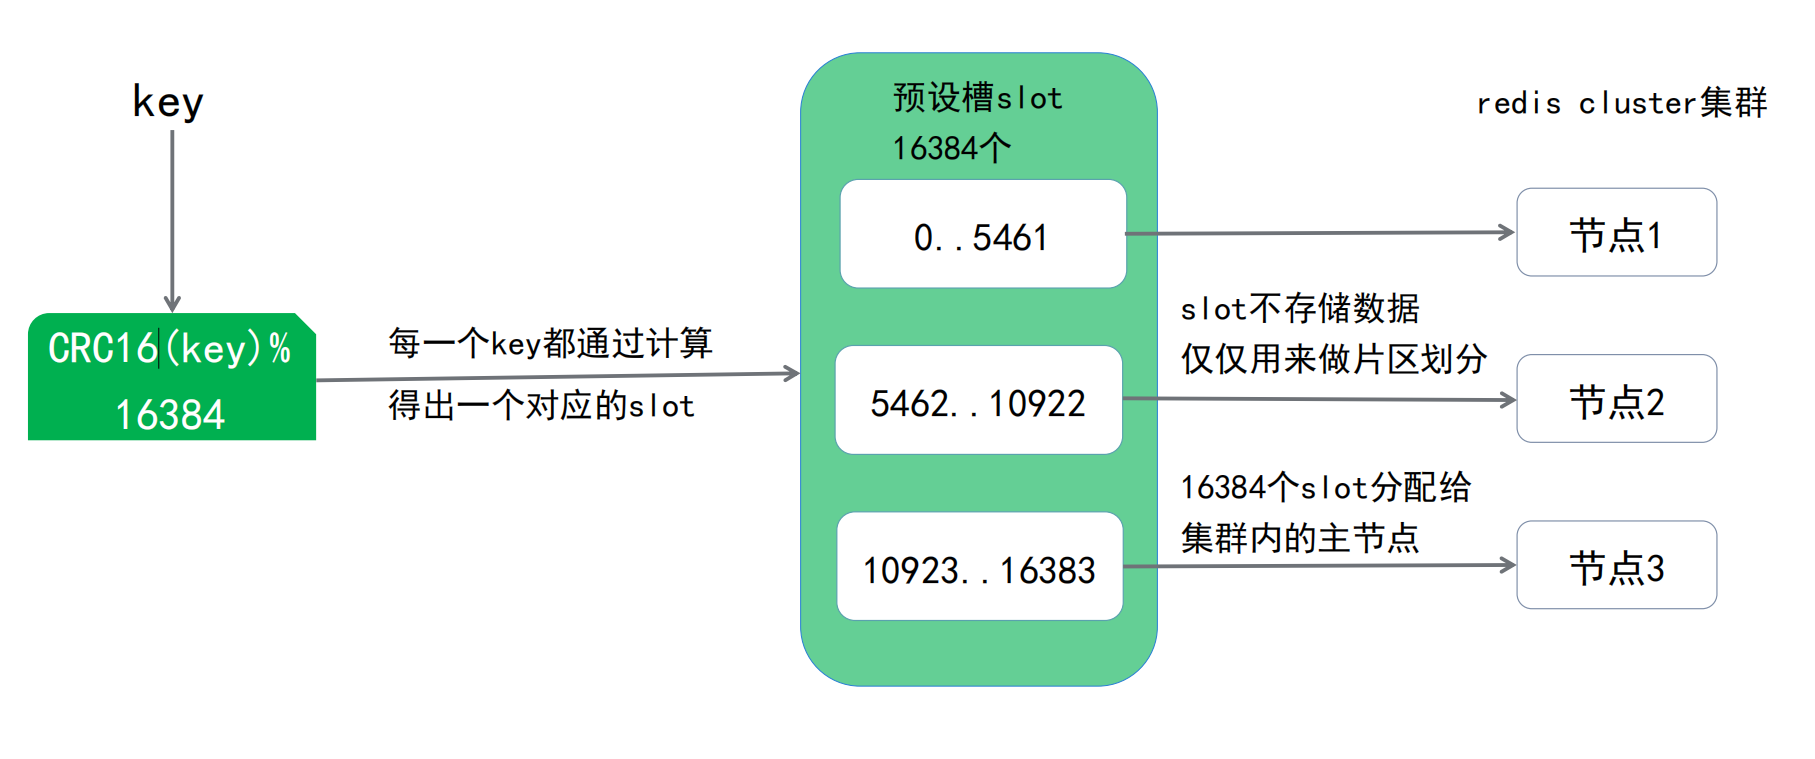 key
CRC16(key)%
16384
每一个key都通过计算
得出一个对应的slot
预设槽slot
16384个
0..5461
5462..10922
10923..16383
slot不存储数据
仅仅用来做片区划分
16384个slot分配给
集群内的主节点
redis cluster集群
节点1
节点2
节点3